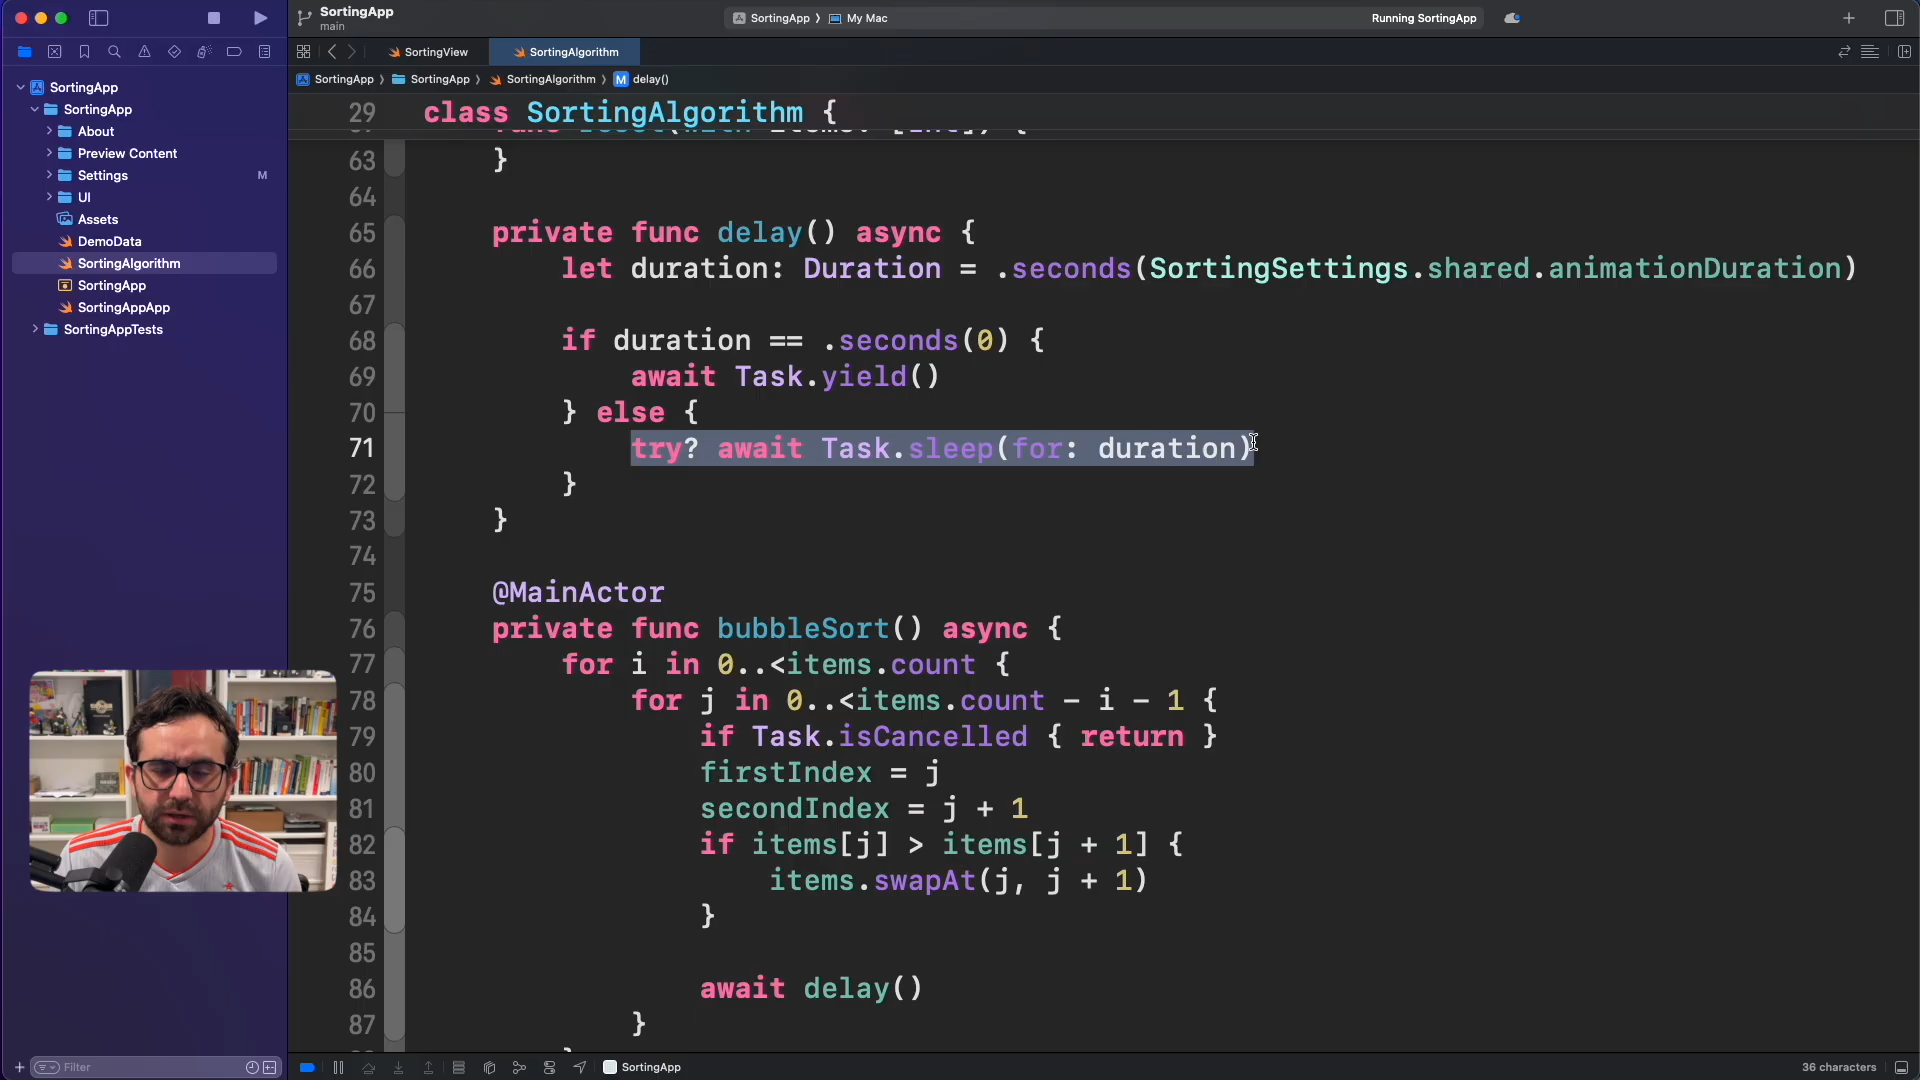 SortingApp
main
SortingApp
My Mac
Running SortingApp
SortingView
SortingAlgorithm
SortingApp
SortingApp
SortingAlgorithm
M delay()
SortingApp
SortingApp
About
Preview Content
Settings M
UI
Assets
DemoData
SortingAlgorithm
SortingApp
SortingAppApp
SortingAppTests
Filter
29 class SortingAlgorithm {
63 }
64
65 private func delay() async {
66 let duration: Duration = .seconds(SortingSettings.shared.animationDuration)
67
68 if duration == .seconds(0) {
69 await Task.yield()
70 } else {
71 try? await Task.sleep(for: duration)
72 }
73 }
74
75 @MainActor
76 private func bubbleSort() async {
77 for i in 0..<items.count {
78 for j in 0..<items.count - i - 1 {
79 if Task.isCancelled { return }
80 firstIndex = j
81 secondIndex = j + 1
82 if items[j] > items[j + 1] {
83 items.swapAt(j, j + 1)
84 }
85
86 await delay()
87 }
SortingApp
36 characters